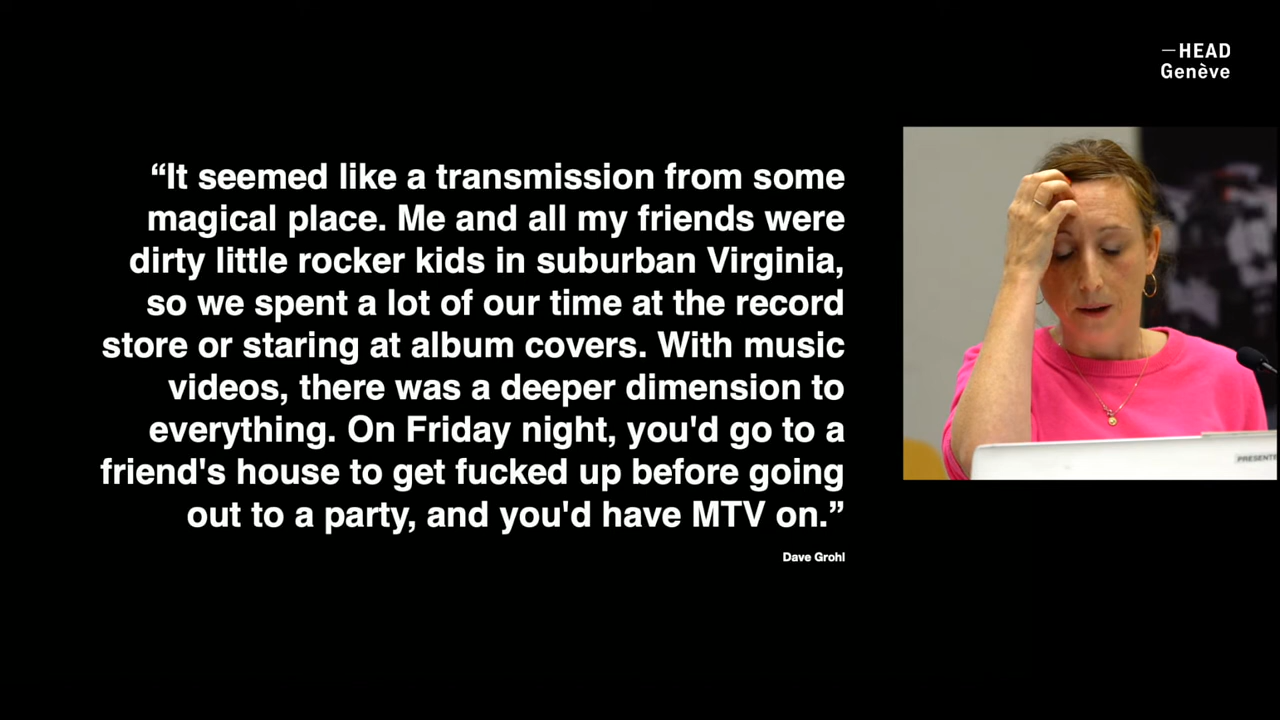 —HEAD
Genève
“It seemed like a transmission from some
magical place. Me and all my friends were
dirty little rocker kids in suburban Virginia,
so we spent a lot of our time at the record
store or staring at album covers. With music
videos, there was a deeper dimension to
everything. On Friday night, you'd go to a
friend's house to get fucked up before going
out to a party, and you'd have MTV on.”
Dave Grohl
PRESENTE